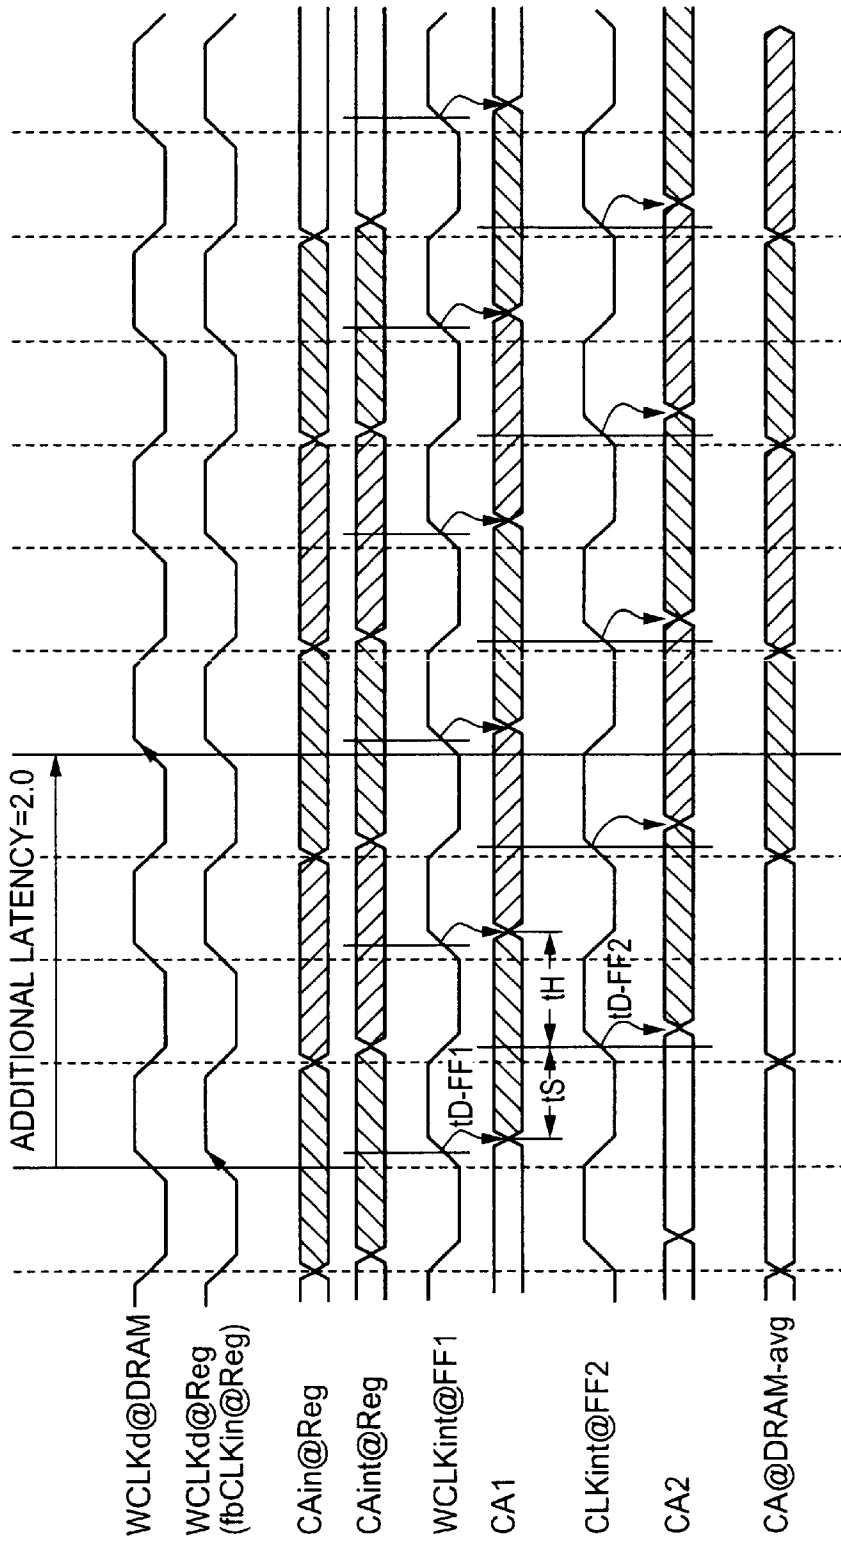 ADDITIONAL LATENCY=2.0
WCLKd@DRAM
WCLKd@Reg
(fbCLKin@Reg)
CAin@Reg
CAint@Reg
WCLKint@FF1
tD-FF1
CA1
tS
tH
CLKint@FF2
tD-FF2
CA2
CA@DRAM-avg